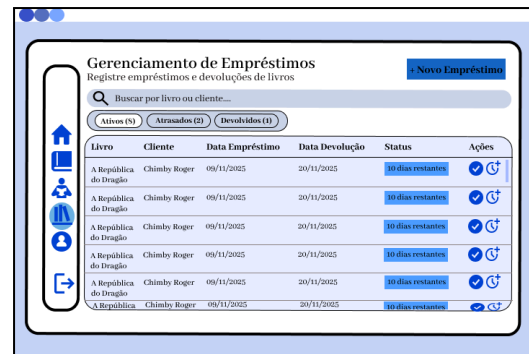 Gerenciamento de Empréstimos
Registre empréstimos e devoluções de livros
+ Novo Empréstimo
Buscar por livro ou cliente....
Ativos (8) Atrasados (2) Devolvidos (1)
Livro Cliente Data Empréstimo Data Devolução Status Ações
A República do Dragão Chimby Roger 09/11/2025 20/11/2025 10 dias restantes
A República do Dragão Chimby Roger 09/11/2025 20/11/2025 10 dias restantes
A República do Dragão Chimby Roger 09/11/2025 20/11/2025 10 dias restantes
A República do Dragão Chimby Roger 09/11/2025 20/11/2025 10 dias restantes
A República do Dragão Chimby Roger 09/11/2025 20/11/2025 10 dias restantes
A República Chimby Roger 09/11/2025 20/11/2025 10 dias restantes